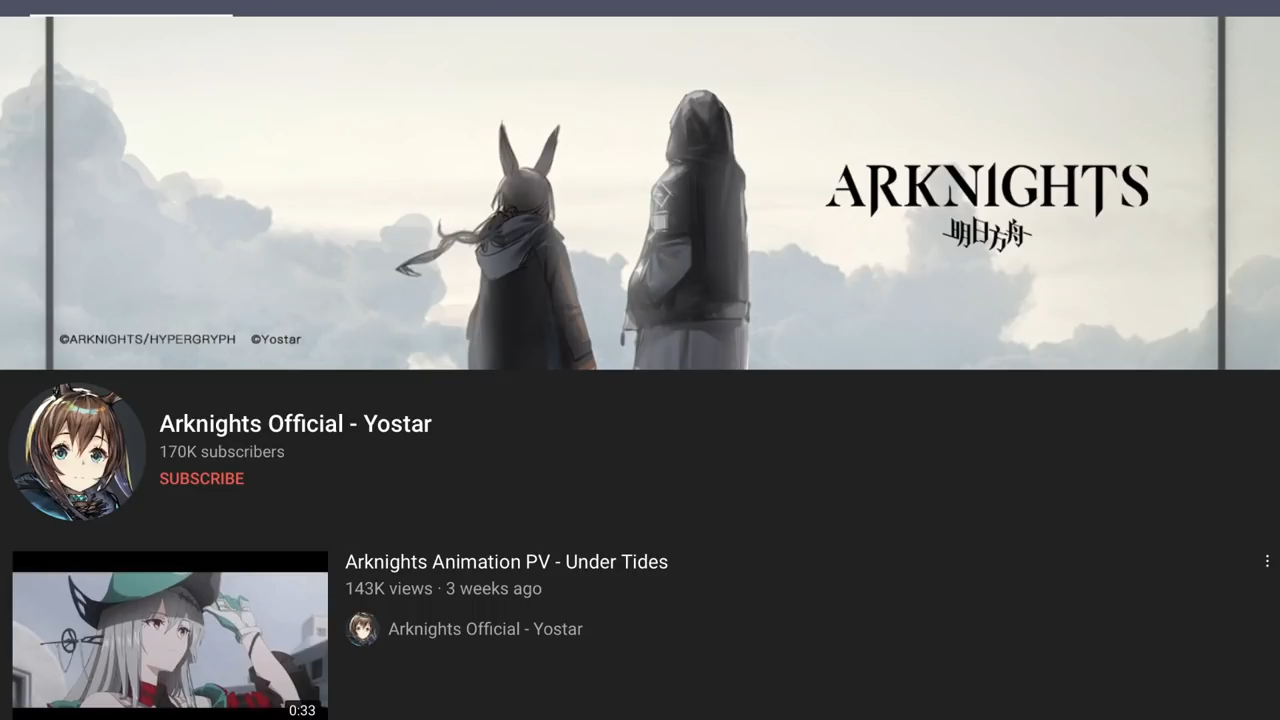 ARKNIGHTS
明日方舟
©ARKNIGHTS/HYPERGRYPH ©Yostar
Arknights Official - Yostar
170K subscribers
SUBSCRIBE
Arknights Animation PV - Under Tides
143K views · 3 weeks ago
Arknights Official - Yostar
0:33